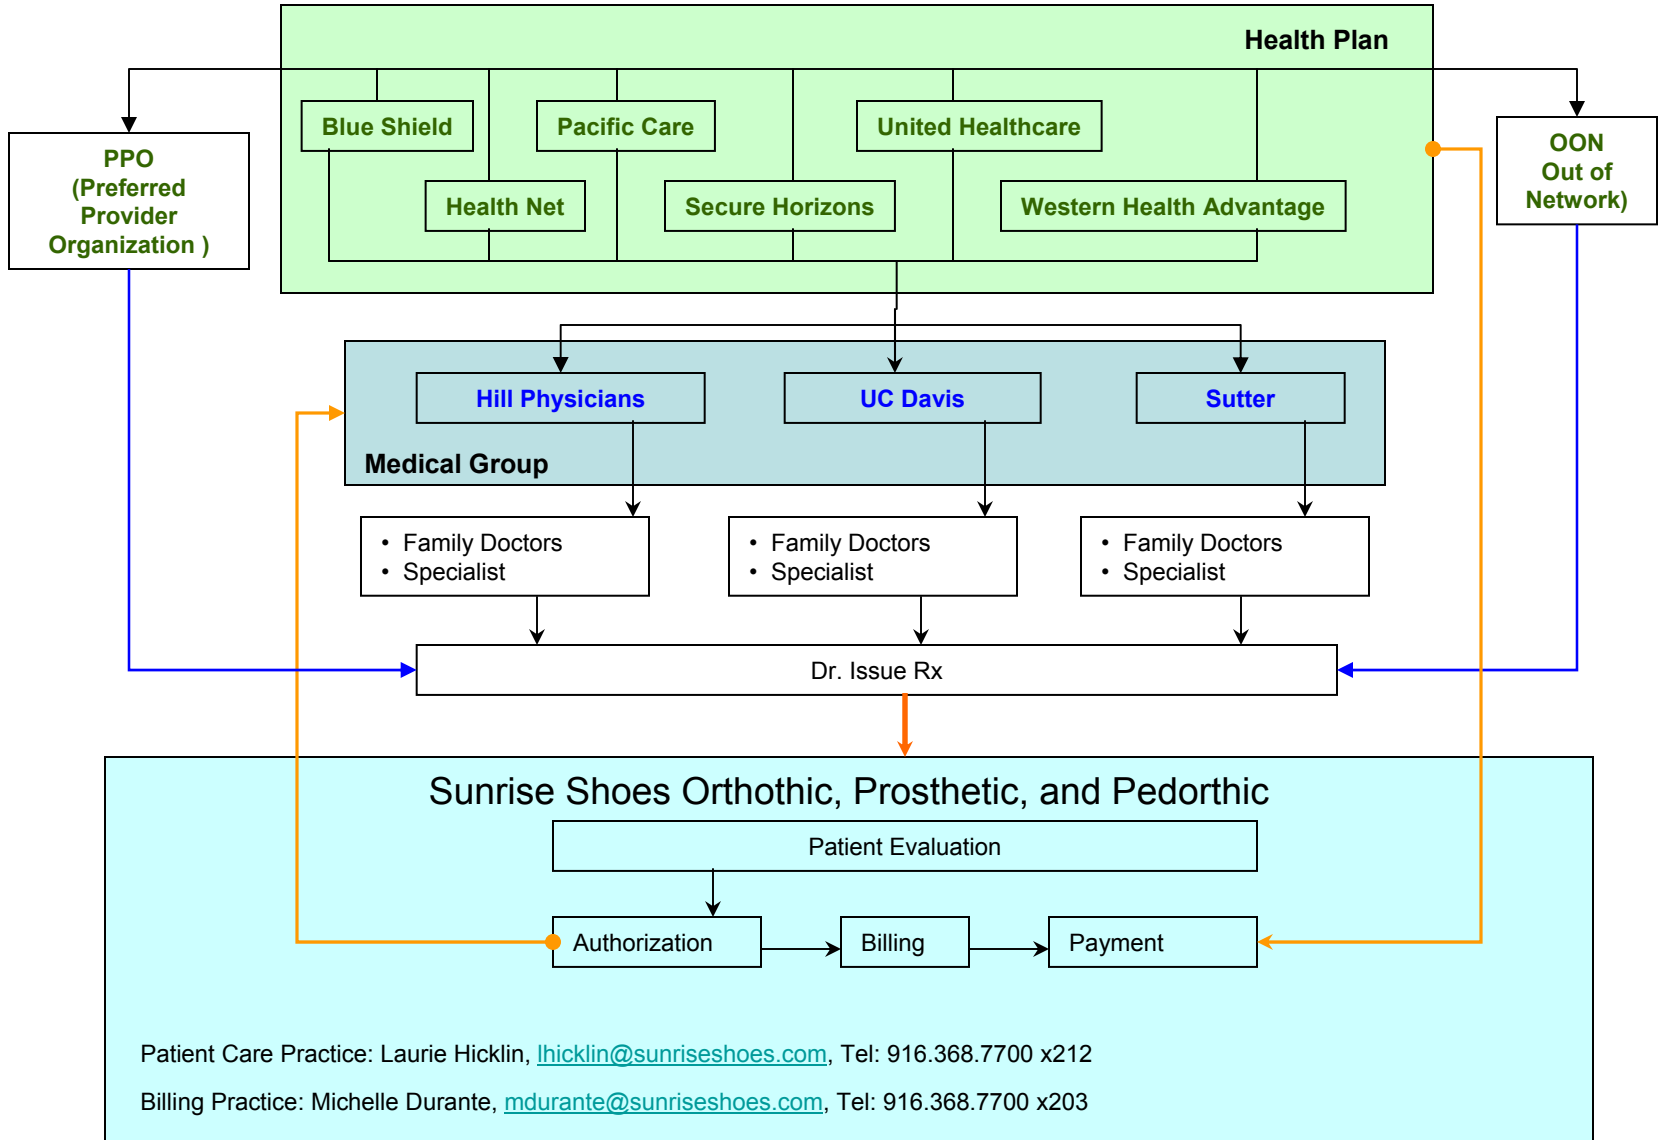 Health Plan
Blue Shield
Pacific Care
United Healthcare
PPO
(Preferred
Provider
Organization )
OON
Out of
Network)
Health Net
Secure Horizons
Western Health Advantage
Hill Physicians
UC Davis
Sutter
Medical Group
• Family Doctors
• Specialist
• Family Doctors
• Specialist
• Family Doctors
• Specialist
Dr. Issue Rx
Sunrise Shoes Orthothic, Prosthetic, and Pedorthic
Patient Evaluation
Authorization
Billing
Payment
Patient Care Practice: Laurie Hicklin, lhicklin@sunriseshoes.com, Tel: 916.368.7700 x212
Billing Practice: Michelle Durante, mdurante@sunriseshoes.com, Tel: 916.368.7700 x203